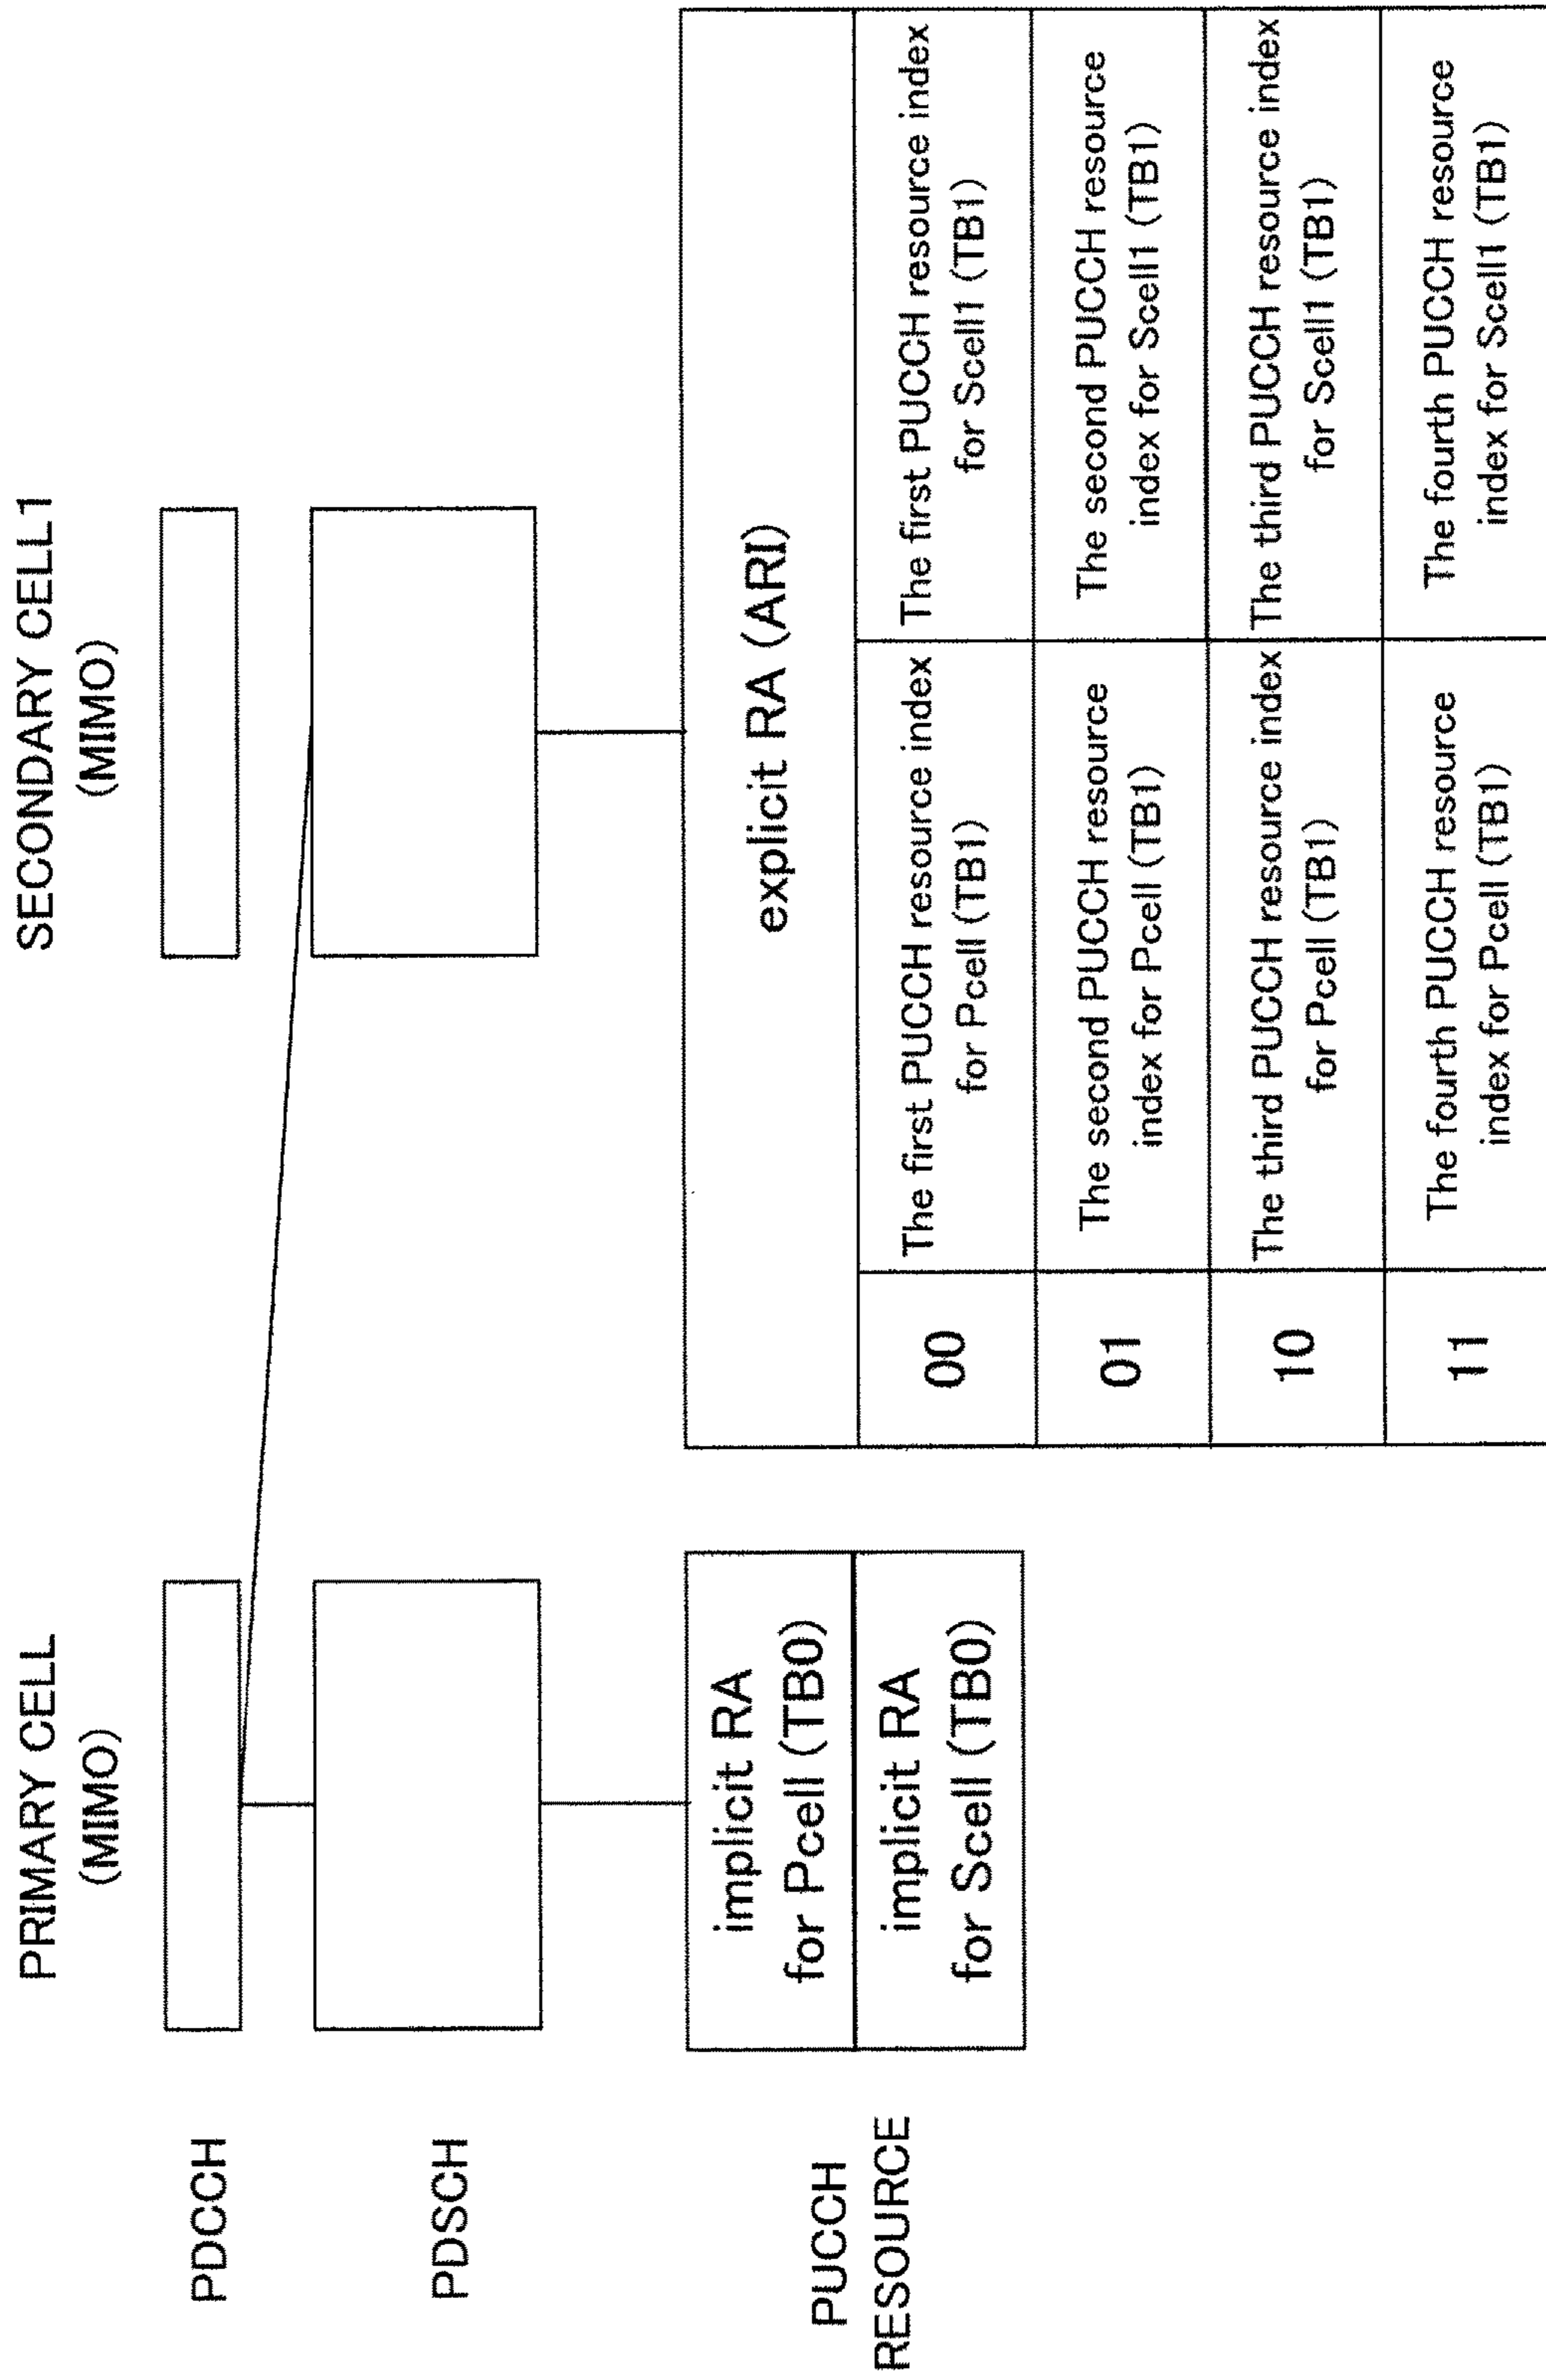 PRIMARY CELL
(MIMO)
SECONDARY CELL1
(MIMO)
PDCCH
PDSCH
PUCCH
RESOURCE
implicit RA
for Pcell (TB0)
implicit RA
for Scell (TB0)
explicit RA (ARI)
00
The first PUCCH resource index
for Pcell (TB1)
The first PUCCH resource index
for Scell1 (TB1)
01
The second PUCCH resource
index for Pcell (TB1)
The second PUCCH resource
index for Scell1 (TB1)
10
The third PUCCH resource index
for Pcell (TB1)
The third PUCCH resource index
for Scell1 (TB1)
11
The fourth PUCCH resource
index for Pcell (TB1)
The fourth PUCCH resource
index for Scell1 (TB1)